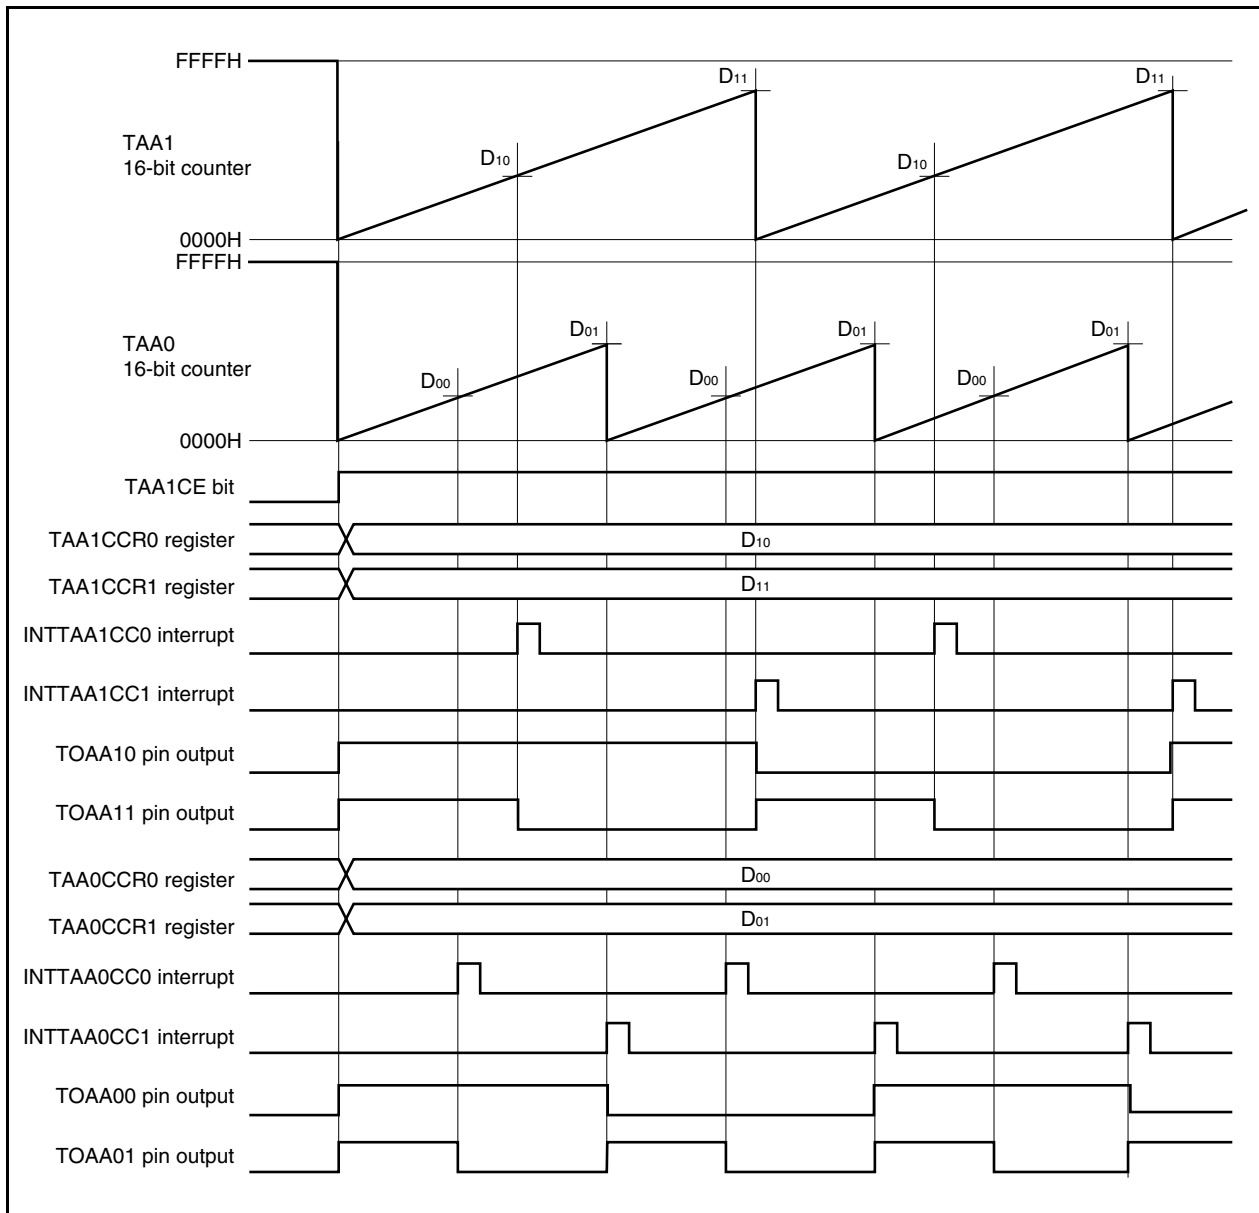 FFFFH
D11
D11
TAA1
16-bit counter
D10
D10
0000H
FFFFH
D01
D01
D01
TAA0
16-bit counter
D00
D00
D00
0000H
TAA1CE bit
TAA1CCR0 register
D10
TAA1CCR1 register
D11
INTTAA1CC0 interrupt
INTTAA1CC1 interrupt
TOAA10 pin output
TOAA11 pin output
TAA0CCR0 register
D00
TAA0CCR1 register
D01
INTTAA0CC0 interrupt
INTTAA0CC1 interrupt
TOAA00 pin output
TOAA01 pin output